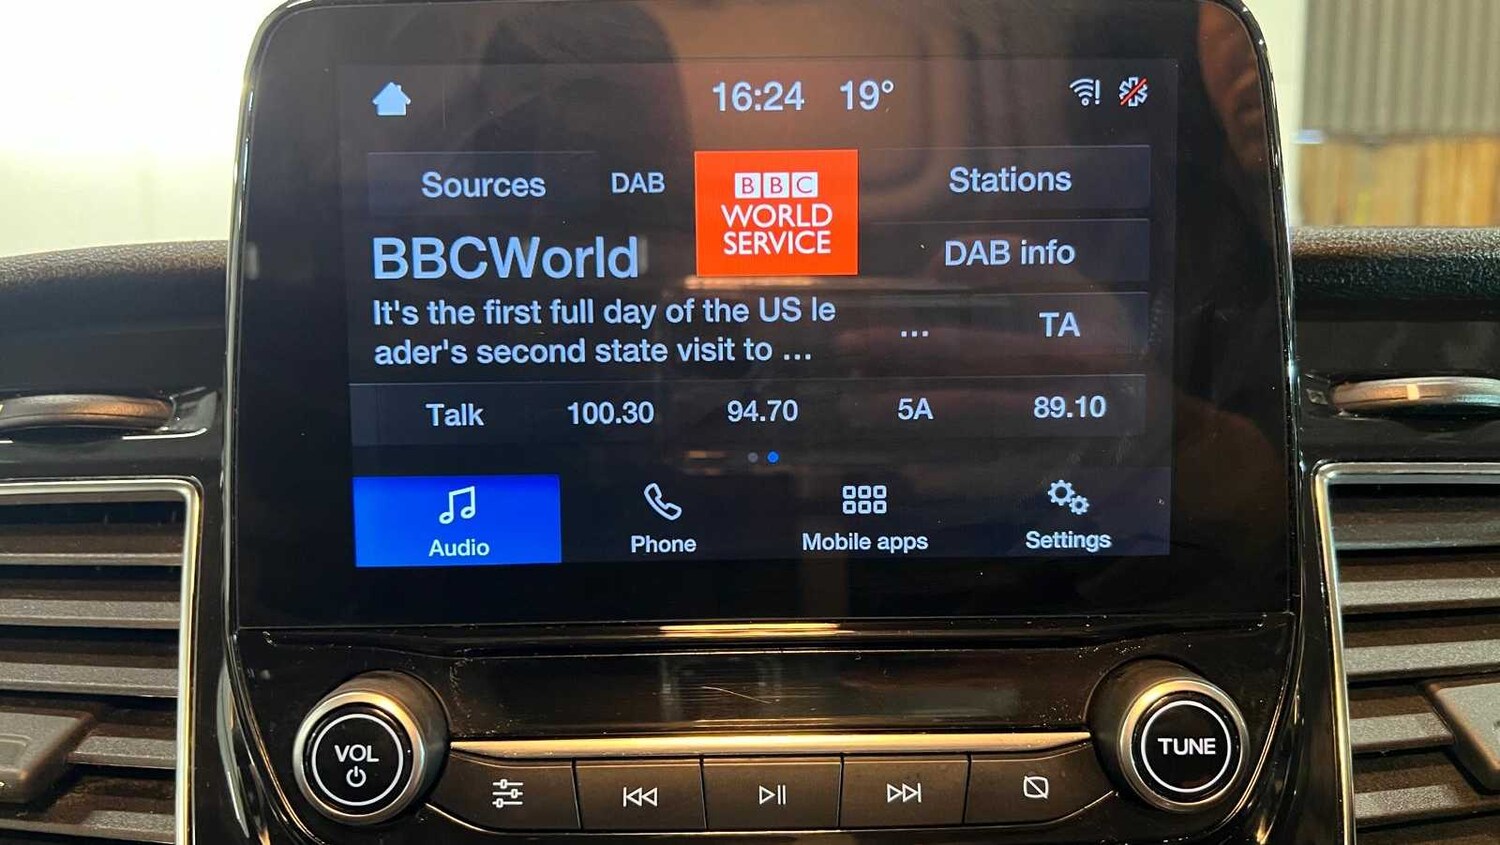 16:24 19°
Sources DAB BBC Stations
WORLD
SERVICE
BBCWorld DAB info
It's the first full day of the US le
ader's second state visit to ...
... TA
Talk 100.30 94.70 5A 89.10
Audio Phone Mobile apps Settings
VOL TUNE